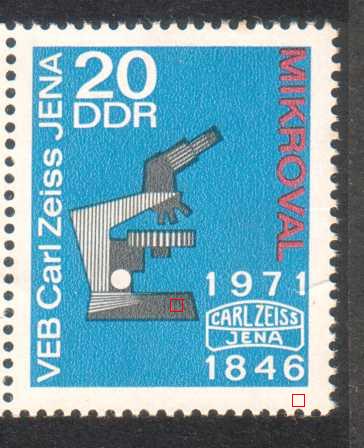 20
DDR
VEB Carl Zeiss JENA
MIKROVAL
1971
CARL ZEISS
JENA
1846